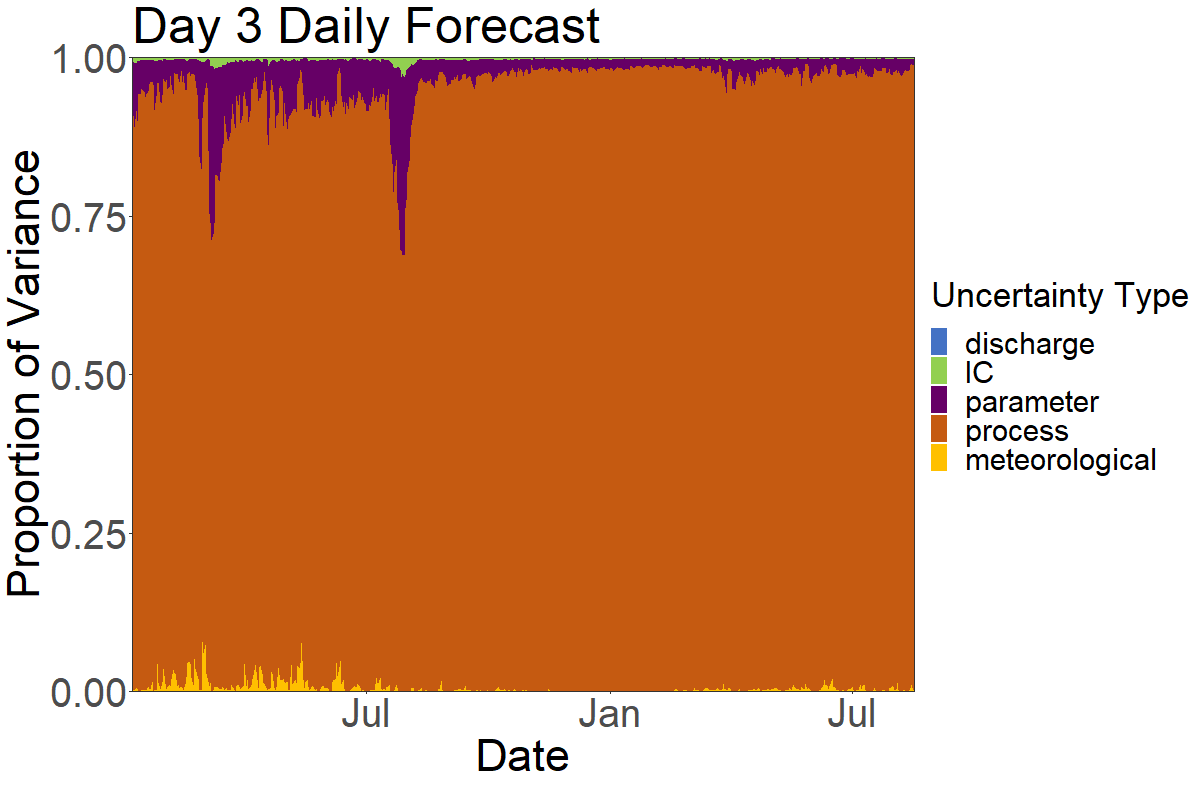 Day 3 Daily Forecast
Proportion of Variance
1.00
0.75
0.50
0.25
0.00
Jul
Jan
Jul
Date
Uncertainty Type
discharge
IC
parameter
process
meteorological